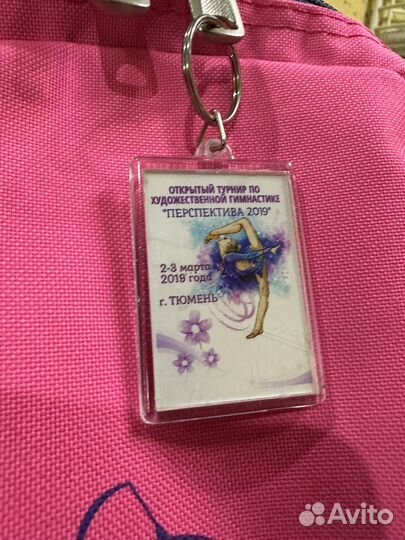 ОТКРЫТЫЙ ТУРНИР ПО
ХУДОЖЕСТВЕННОЙ ГИМНАСТИКЕ
"ПЕРСПЕКТИВА 2019"
2-3 марта
2019 года
г. ТЮМЕНЬ
Avito